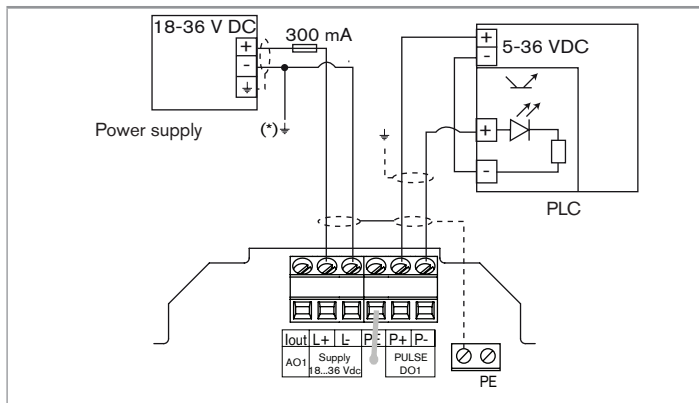 18-36 V DC
300 mA
+
-
Power supply
(*)
+
-
5-36 VDC
+
-
PLC
Iout L+ L- PE P+ P-
AO1 Supply 18...36 Vdc PULSE DO1
PE